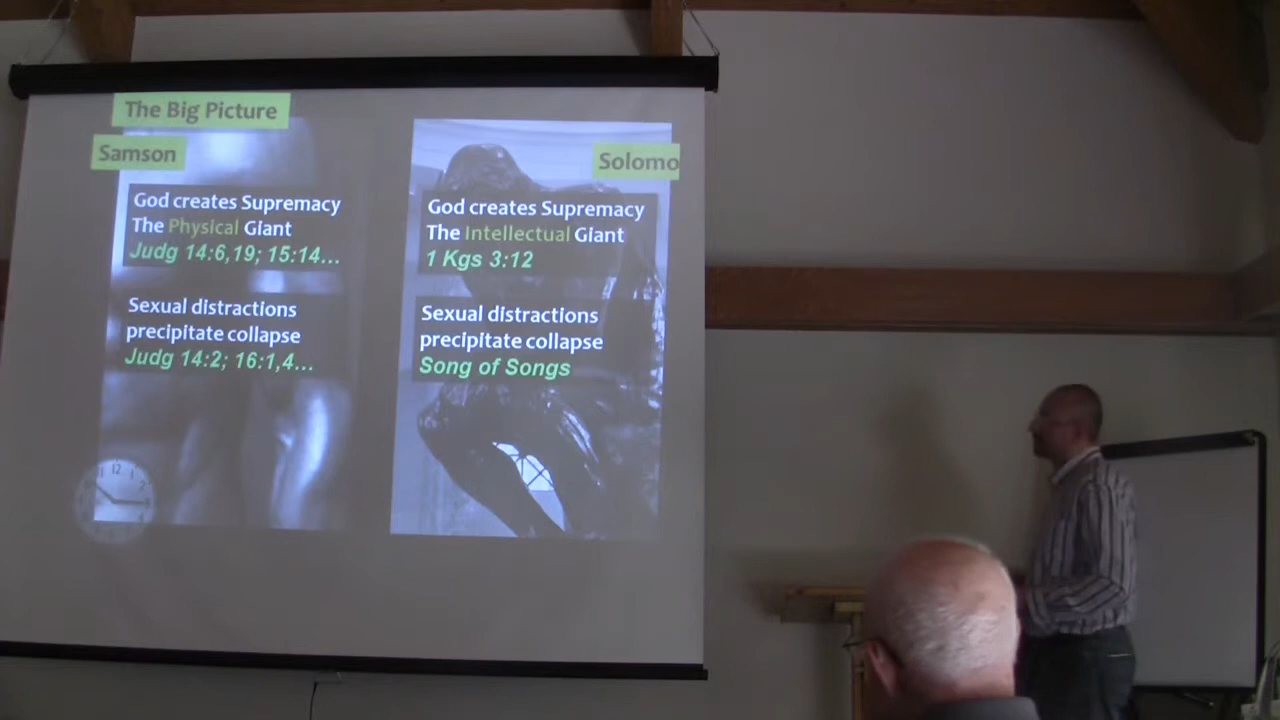 The Big Picture
Samson
God creates Supremacy
The Physical Giant
Judg 14:6,19; 15:14...
Sexual distractions
precipitate collapse
Judg 14:2; 16:1,4...
12
Solomo
God creates Supremacy
The Intellectual Giant
1 Kgs 3:12
Sexual distractions
precipitate collapse
Song of Songs